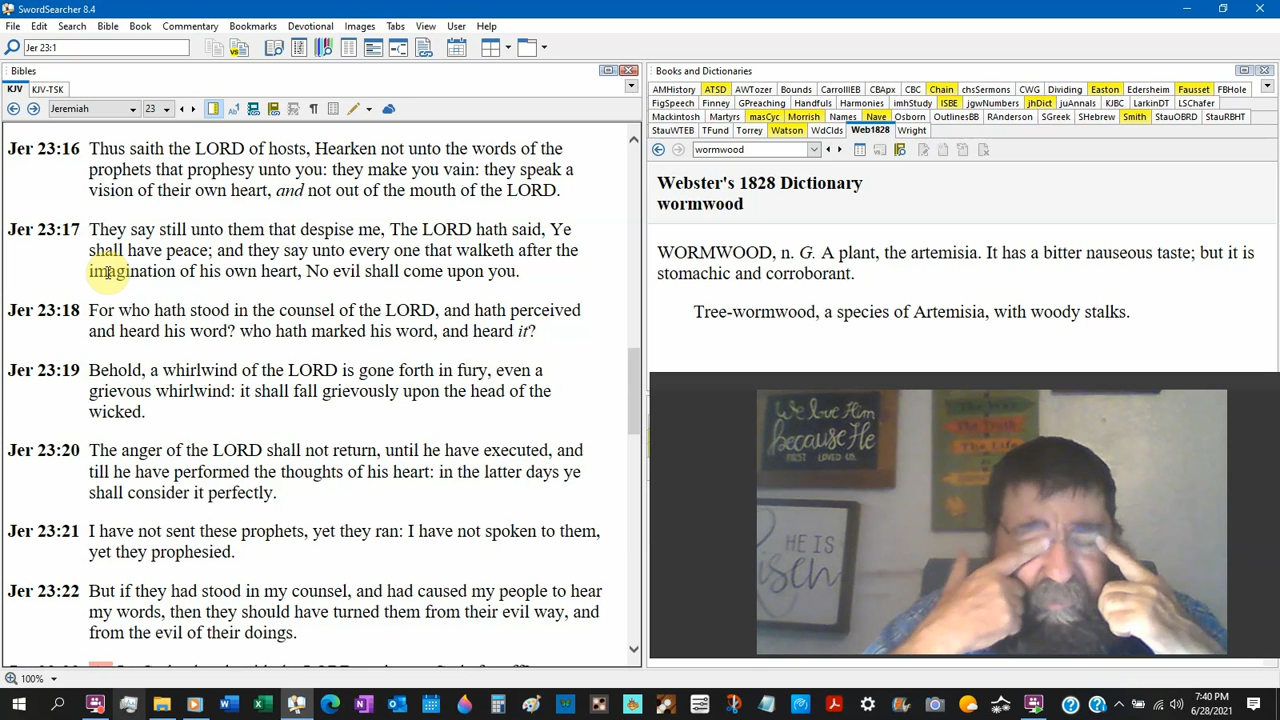 SwordSearcher 8.4
File Edit Search Bible Book Commentary Bookmarks Devotional Images Tabs View User Help
Jer 23:1
Bibles
KJV KJV-TSK
Jeremiah 23
Jer 23:16 Thus saith the LORD of hosts, Hearken not unto the words of the
prophets that prophesy unto you: they make you vain: they speak a
vision of their own heart, and not out of the mouth of the LORD.
Jer 23:17 They say still unto them that despise me, The LORD hath said, Ye
shall have peace; and they say unto every one that walketh after the
imagination of his own heart, No evil shall come upon you.
Jer 23:18 For who hath stood in the counsel of the LORD, and hath perceived
and heard his word? who hath marked his word, and heard it?
Jer 23:19 Behold, a whirlwind of the LORD is gone forth in fury, even a
grievous whirlwind: it shall fall grievously upon the head of the
wicked.
Jer 23:20 The anger of the LORD shall not return, until he have executed, and
till he have performed the thoughts of his heart: in the latter days ye
shall consider it perfectly.
Jer 23:21 I have not sent these prophets, yet they ran: I have not spoken to them,
yet they prophesied.
Jer 23:22 But if they had stood in my counsel, and had caused my people to hear
my words, then they should have turned them from their evil way, and
from the evil of their doings.
100%
Books and Dictionaries
AMHistory ATSD AWTozer Bounds CarollIEB CBApx CBC Chain chsSermons CWG Dividing Easton Edersheim Fausset FBHole
FigSpeech Finney GPreaching Handfuls Harmonies imhStudy ISBE jgwNumbers jhDict juAnnals KJBC LarkinDT LSChafer
Mackintosh Martyrs masCyc Morrish Names Nave Osborn OutlinesBB RAnderson SGreek SHebrew Smith StauOBRD StauRBHT
StauWTEB TFund Torrey Watson WdClds Web1828 Wright
wormwood
Webster's 1828 Dictionary
wormwood
WORMWOOD, n. G. A plant, the artemisia. It has a bitter nauseous taste; but it is
stomachic and corroborant.
Tree-wormwood, a species of Artemisia, with woody stalks.
We love Him
because He
FIRST LOVED US.
The Truth
The Life
HE IS
Risen
7:40 PM
6/28/2021